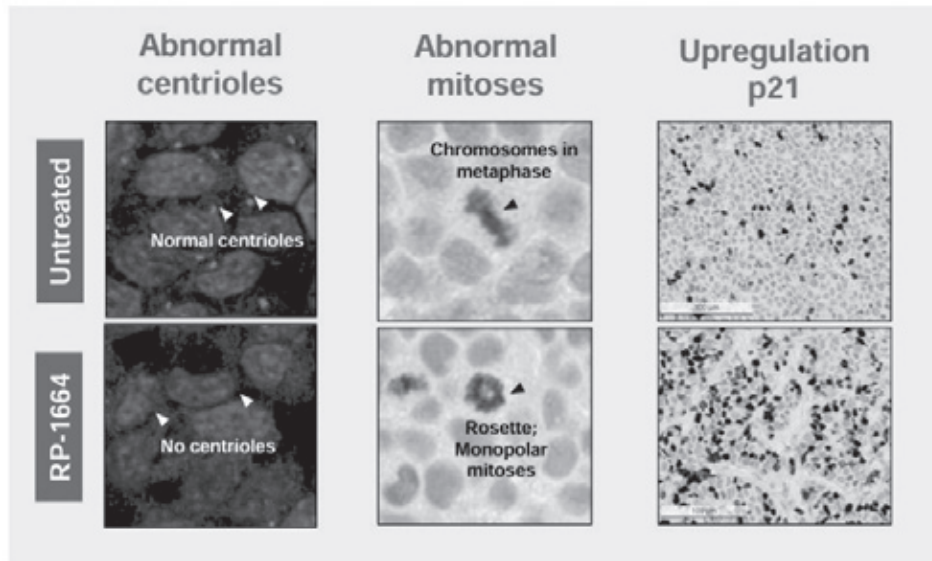 Abnormal
centrioles
Abnormal
mitoses
Upregulation
p21
Untreated
Chromosomes in
metaphase
Normal centrioles
RP-1664
No centrioles
Rosette;
Monopolar
mitoses